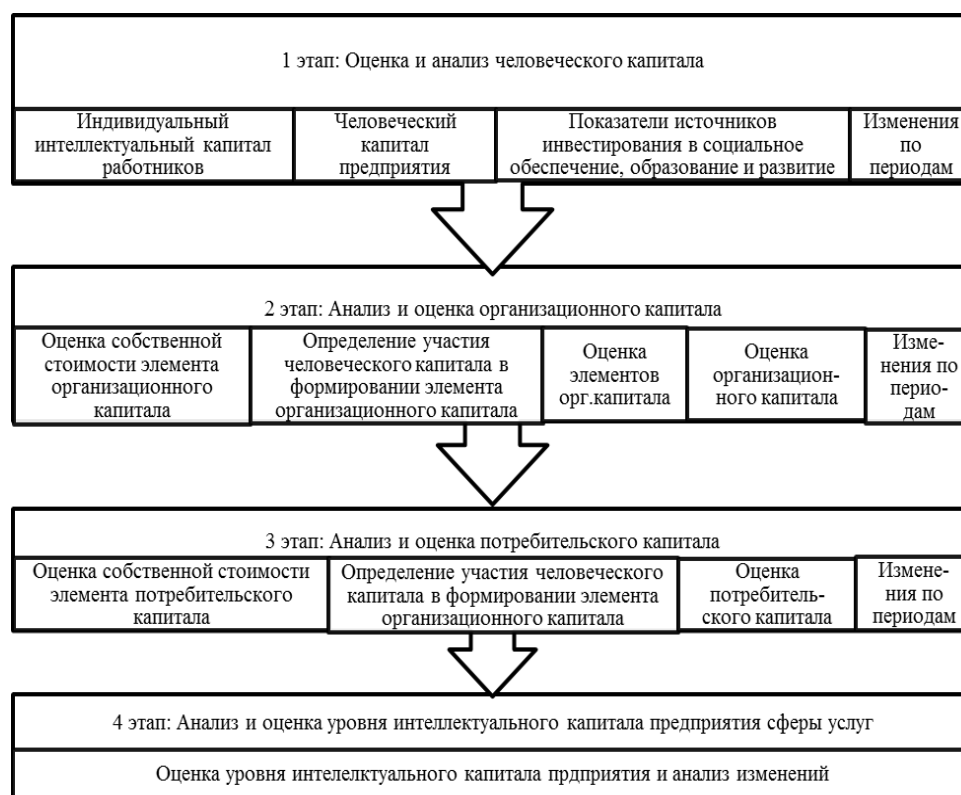 1 этап: Оценка и анализ человеческого капитала
Индивидуальный
интеллектуальный капитал
работников
Человеческий
капитал
предприятия
Показатели источников
инвестирования в социальное
обеспечение, образование и развитие
Изменения
по
периодам
2 этап: Анализ и оценка организационного капитала
Оценка собственной
стоимости элемента
организационного
капитала
Определение участия
человеческого капитала в
формировании элемента
организационного капитала
Оценка
элементов
орг.капитала
Оценка
организацион-
ного капитала
Изме-
нения по
перио-
дам
3 этап: Анализ и оценка потребительского капитала
Оценка собственной стоимости
элемента потребительского
капитала
Определение участия человеческого
капитала в формировании элемента
организационного капитала
Оценка
потребитель-
ского капитала
Измене-
ния по
периодам
4 этап: Анализ и оценка уровня интеллектуального капитала предприятия сферы услуг
Оценка уровня интелелктуального капитала прдприятия и анализ изменений